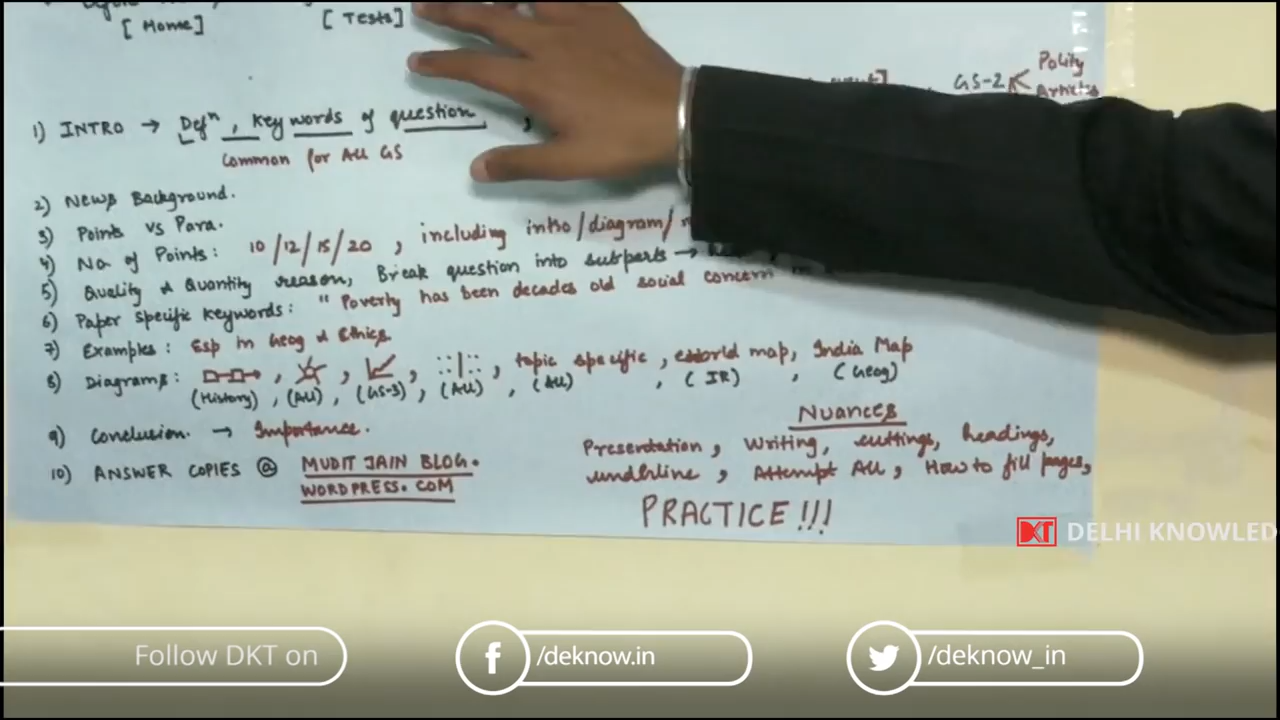 [ Home]
[ Tests]
GS-2 Polity
Articles
1) INTRO → Defⁿ, Key words of question,
Common for All GS
2) News Background.
3) Points vs Para.
4) No. of Points: 10/12/15/20, including intro/diagram/
5) Quality & Quantity reason, Break question into subparts →
6) Paper specific keywords: " Poverty has been decades old social concern
7) Examples: Esp in Geog & Ethics
8) Diagrams: , , , , topic specific, World map, India Map
(History), (All), (GS-3), (All), (All), (IR), (Geog)
9) Conclusion. → Importance.
10) ANSWER COPIES @ MUDIT JAIN BLOG.
WORDPRESS.COM
Nuances
Presentation, Writing, cuttings, Headings,
underline, Attempt All, How to fill pages,
PRACTICE!!!
DKT DELHI KNOWLED
Follow DKT on
f /deknow.in
/deknow_in